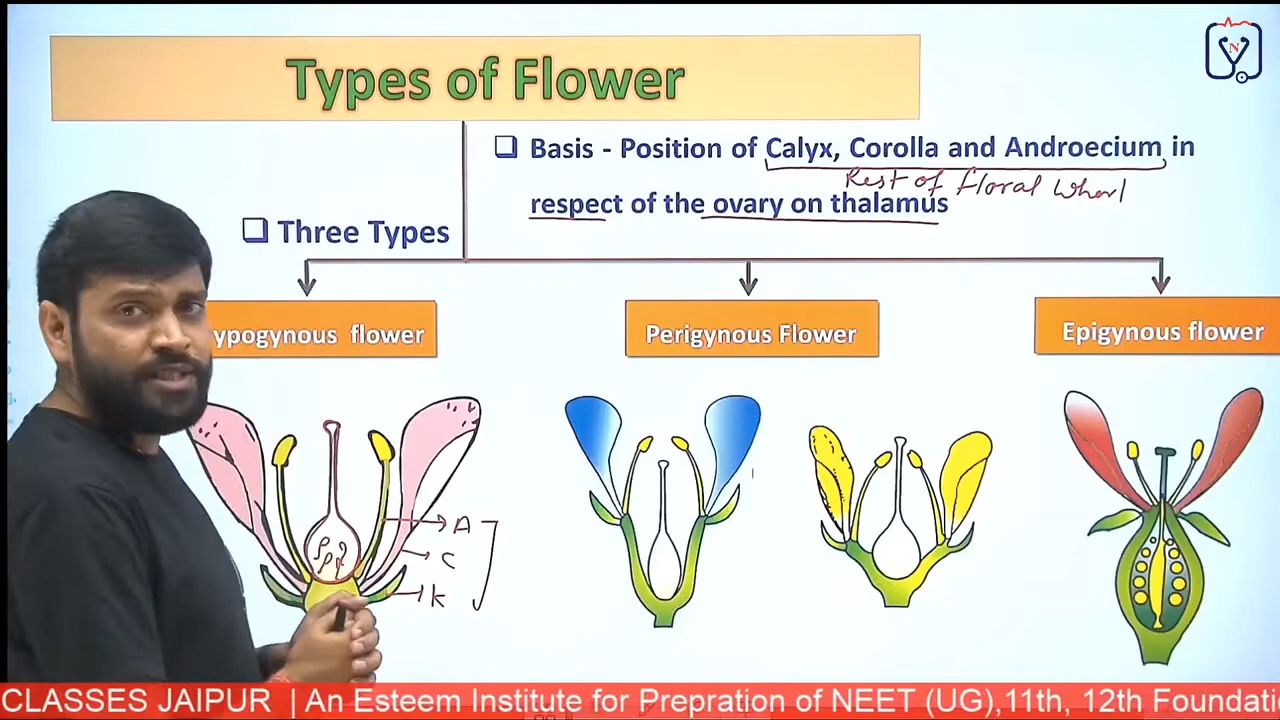 N
Types of Flower
❑ Basis - Position of Calyx, Corolla and Androecium in
Rest of floral Whorl
respect of the ovary on thalamus
❑ Three Types
ypogynous flower
Perigynous Flower
Epigynous flower
A
C
K
CLASSES JAIPUR | An Esteem Institute for Prepration of NEET (UG),11th, 12th Foundati